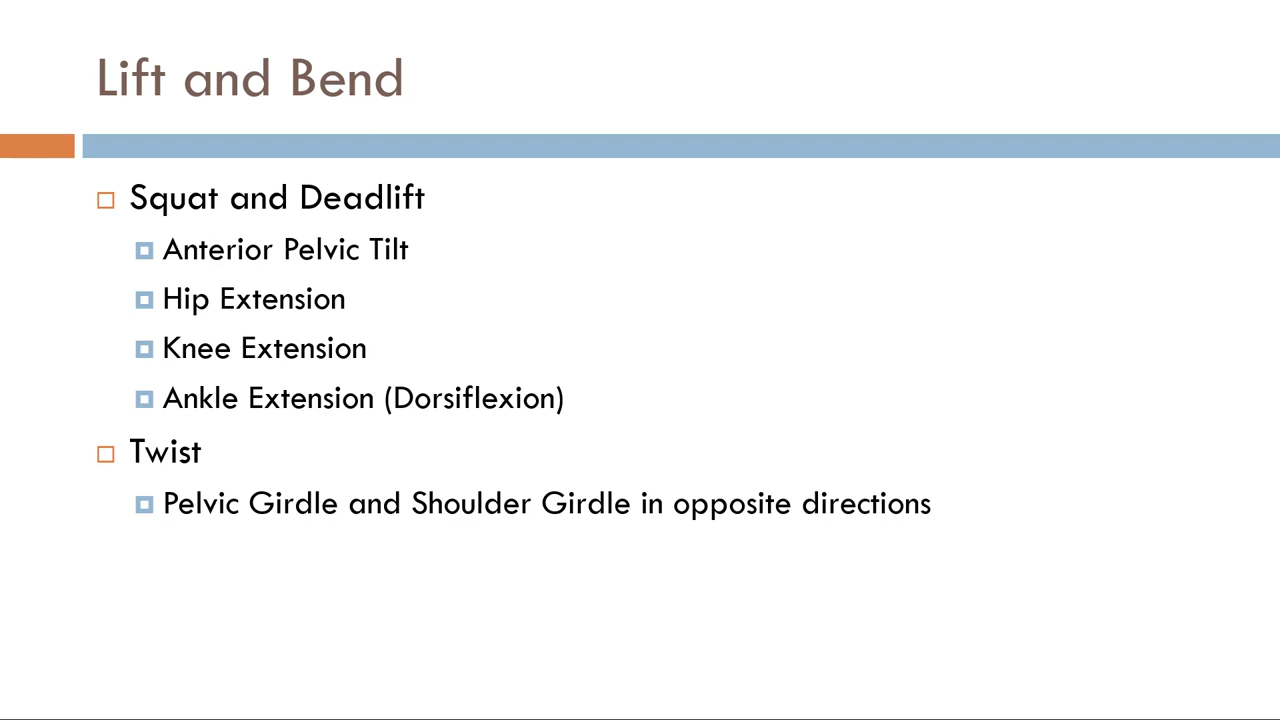 Lift and Bend
Squat and Deadlift
Anterior Pelvic Tilt
Hip Extension
Knee Extension
Ankle Extension (Dorsiflexion)
Twist
Pelvic Girdle and Shoulder Girdle in opposite directions